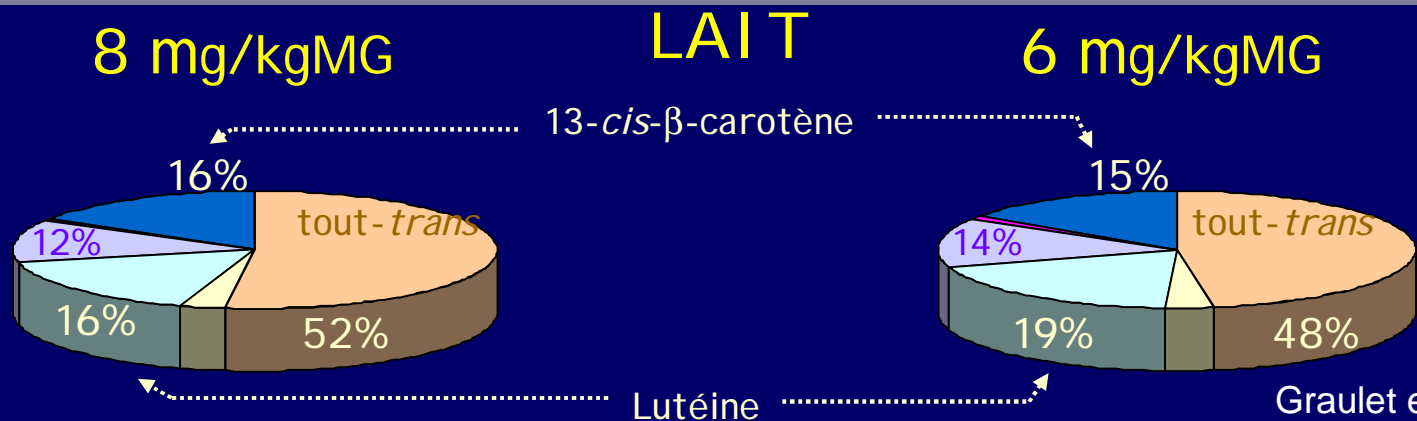 LAIT
8 mg/kgMG
6 mg/kgMG
13-cis-β-carotène
16%
15%
tout-trans
tout-trans
12%
14%
16%
52%
19%
48%
Lutéine
Graulet e